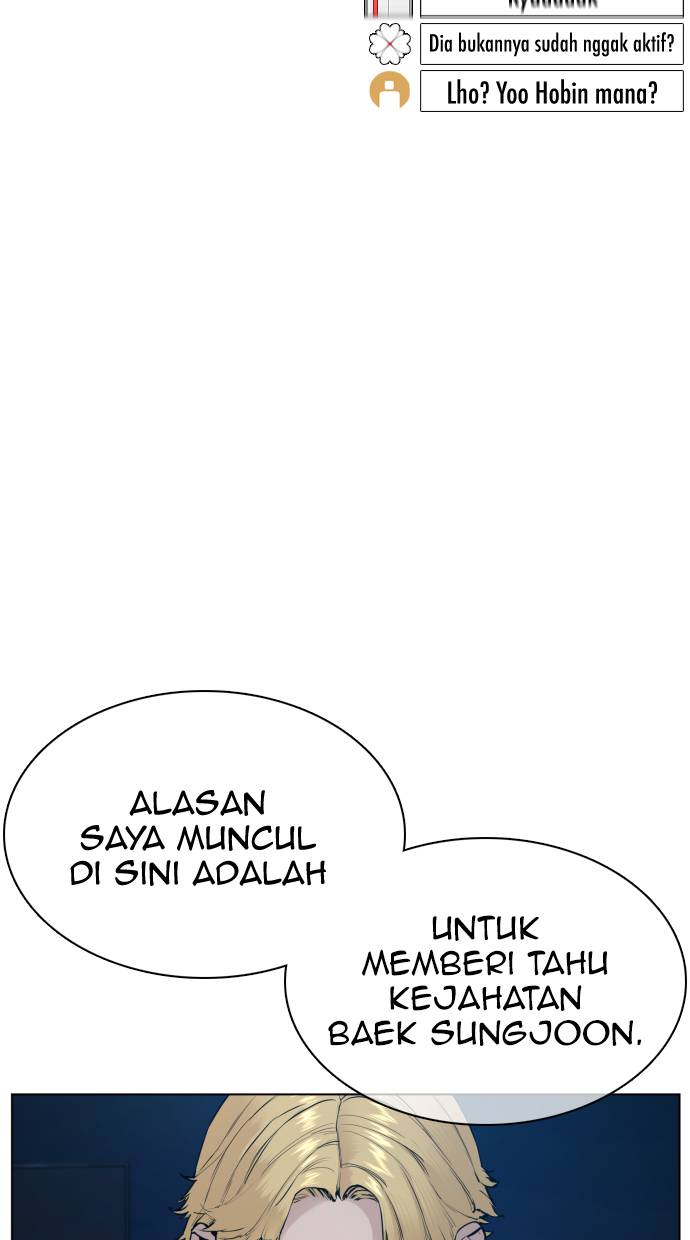 Dia bukannya sudah nggak aktif?
Lho? Yoo Hobin mana?
ALASAN
SAYA MUNCUL
DI SINI ADALAH
UNTUK
MEMBERI TAHU
KEJAHATAN
BAEK SUNGJOON.